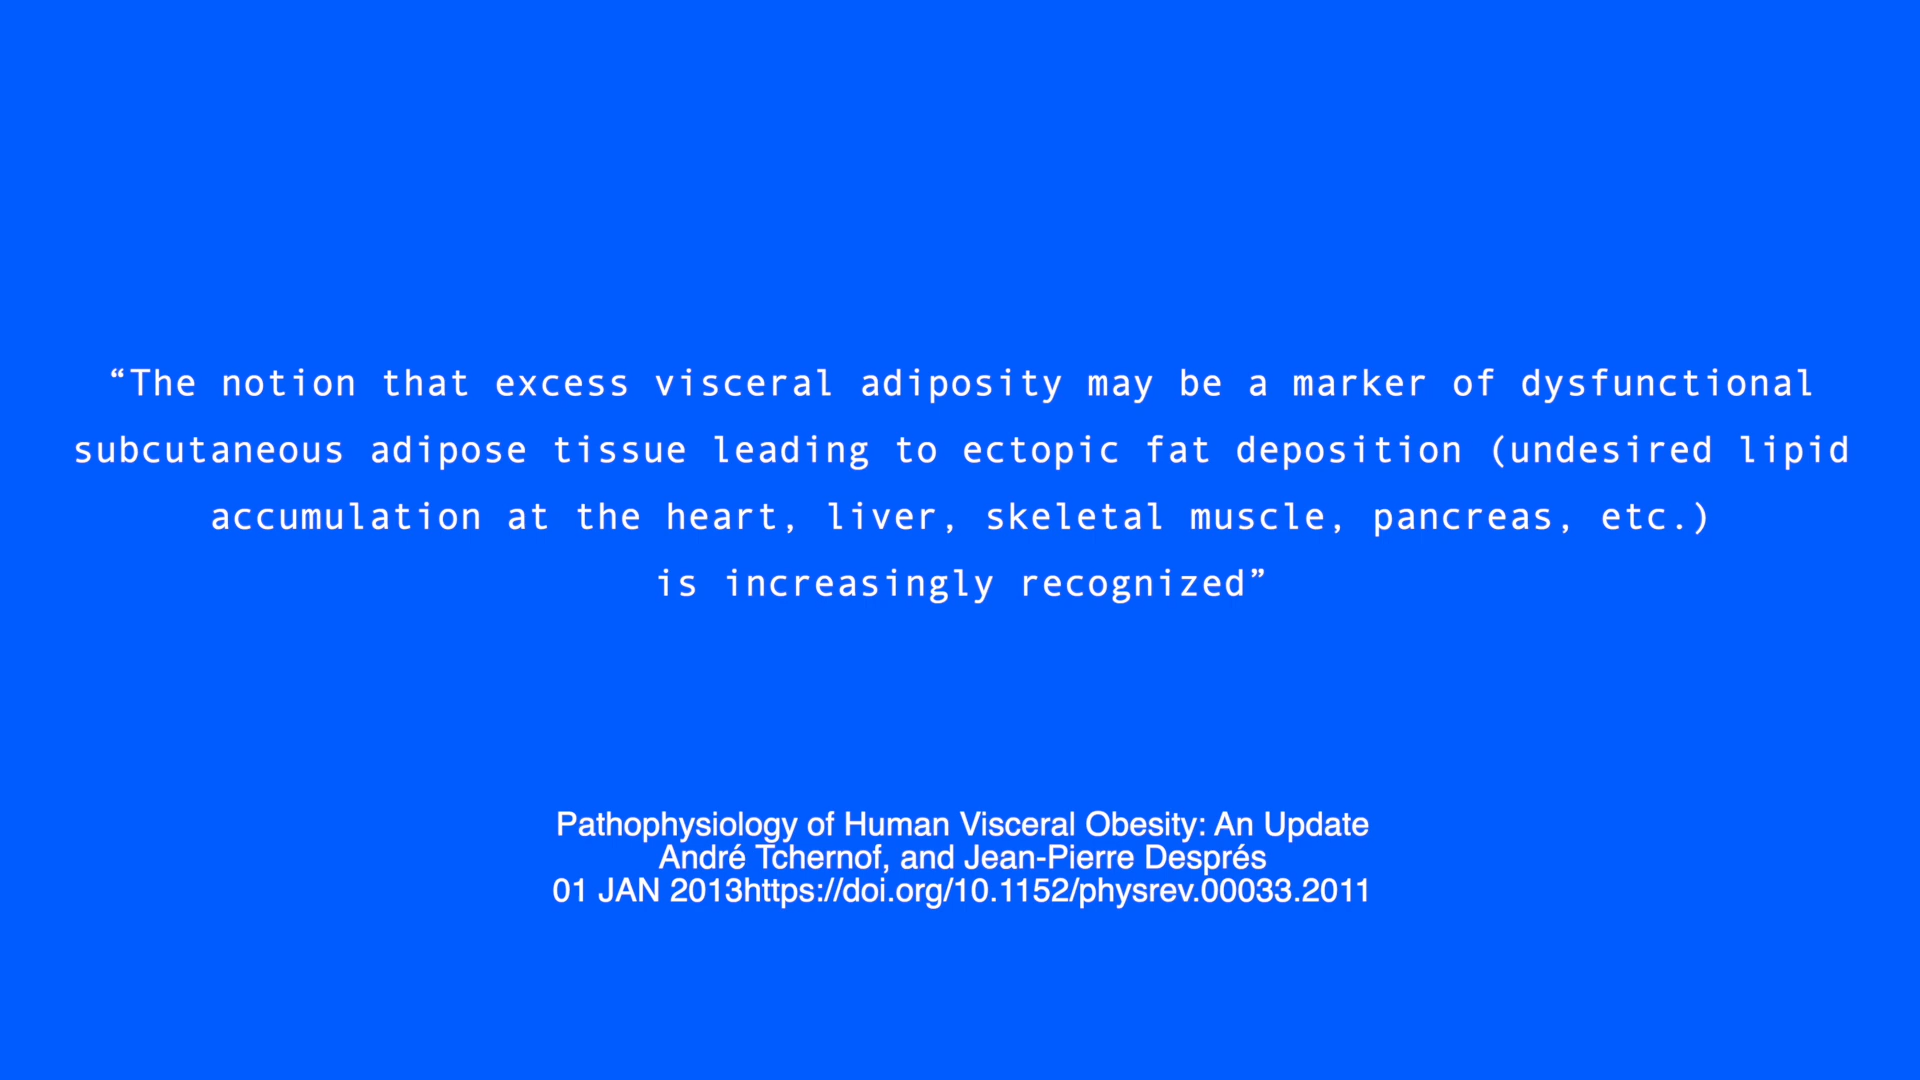 “The notion that excess visceral adiposity may be a marker of dysfunctional
subcutaneous adipose tissue leading to ectopic fat deposition (undesired lipid
accumulation at the heart, liver, skeletal muscle, pancreas, etc.)
is increasingly recognized”
Pathophysiology of Human Visceral Obesity: An Update
André Tchernof, and Jean-Pierre Després
01 JAN 2013https://doi.org/10.1152/physrev.00033.2011